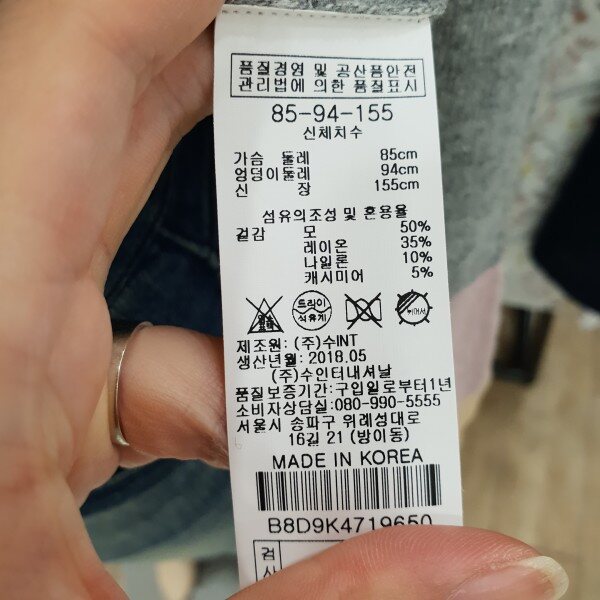 품질경영 및 공산품안전
관리법에 의한 품질표시
85-94-155
신체치수
가슴 둘레 85cm
엉덩이둘레 94cm
신 장 155cm
섬유의조성 및 혼용율
겉감 모 50%
레이온 35%
나일론 10%
캐시미어 5%
드라이
석유계
제조원: (주)수INT
생산년월: 2018.05
(주)수인터내셔날
품질보증기간: 구입일로부터1년
소비자상담실:080-990-5555
서울시 송파구 위례성대로
16길 21 (방이동)
MADE IN KOREA
B8D9K4719650
검